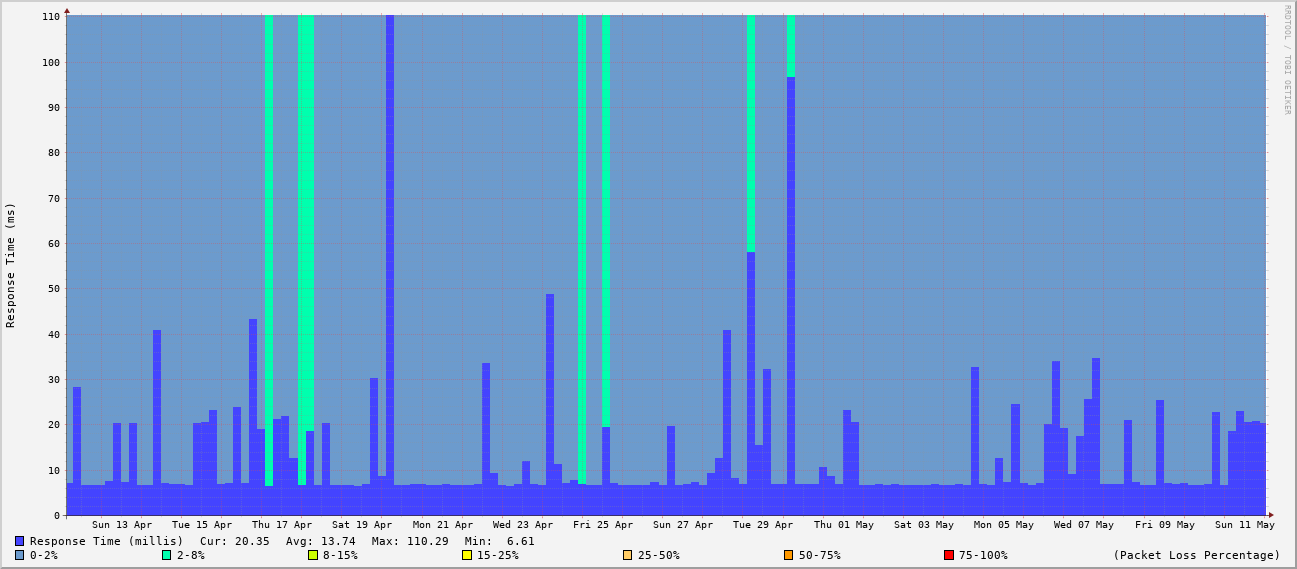 RRDTOOL / TOBI OETIKER
Response Time (ms)
110
100
90
80
70
60
50
40
30
20
10
0
Sun 13 Apr Tue 15 Apr Thu 17 Apr Sat 19 Apr Mon 21 Apr Wed 23 Apr Fri 25 Apr Sun 27 Apr Tue 29 Apr Thu 01 May Sat 03 May Mon 05 May Wed 07 May Fri 09 May Sun 11 May
Response Time (millis) Cur: 20.35 Avg: 13.74 Max: 110.29 Min: 6.61
0-2% 2-8% 8-15% 15-25% 25-50% 50-75% 75-100% (Packet Loss Percentage)